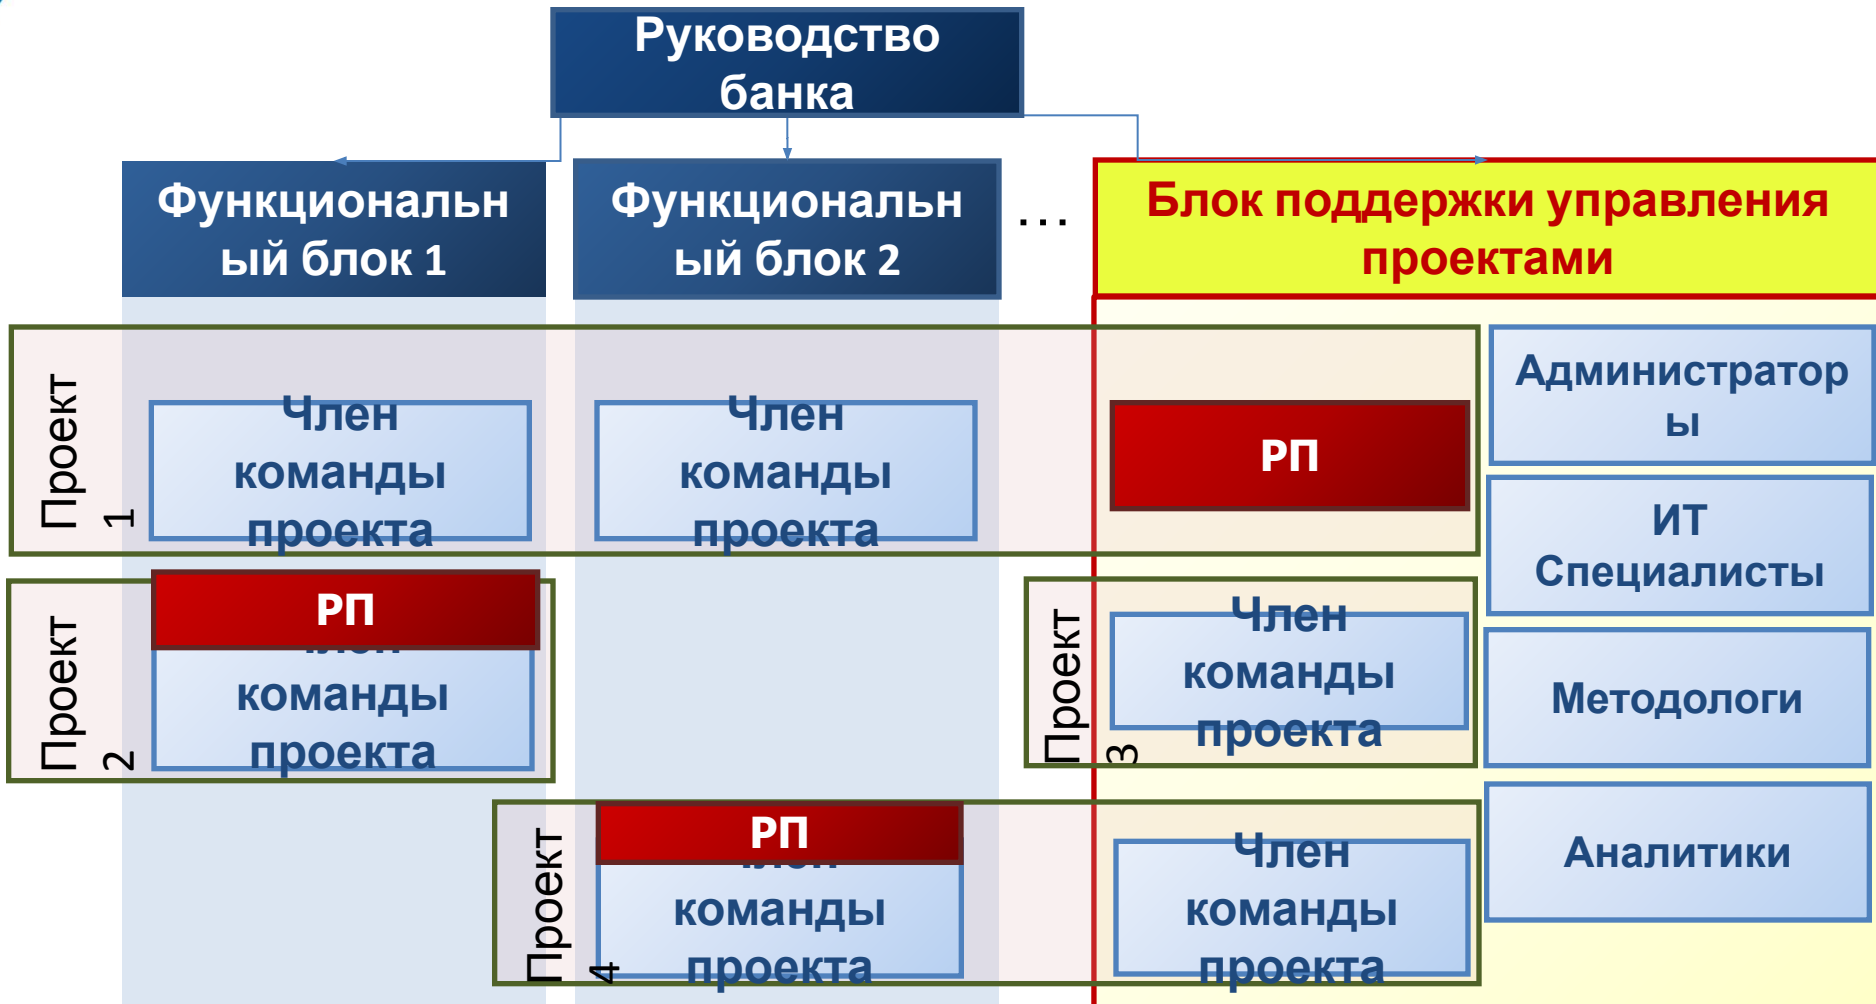 Руководство
банка
Функциональн
ый блок 1
Функциональн
ый блок 2
...
Блок поддержки управления
проектами
Проект
1
Член
команды
проекта
Член
команды
проекта
РП
Администратор
ы
ИТ
Специалисты
Методологи
Аналитики
Проект
2
РП
Член
команды
проекта
Проект
3
Член
команды
проекта
Проект
4
РП
Член
команды
проекта
Член
команды
проекта